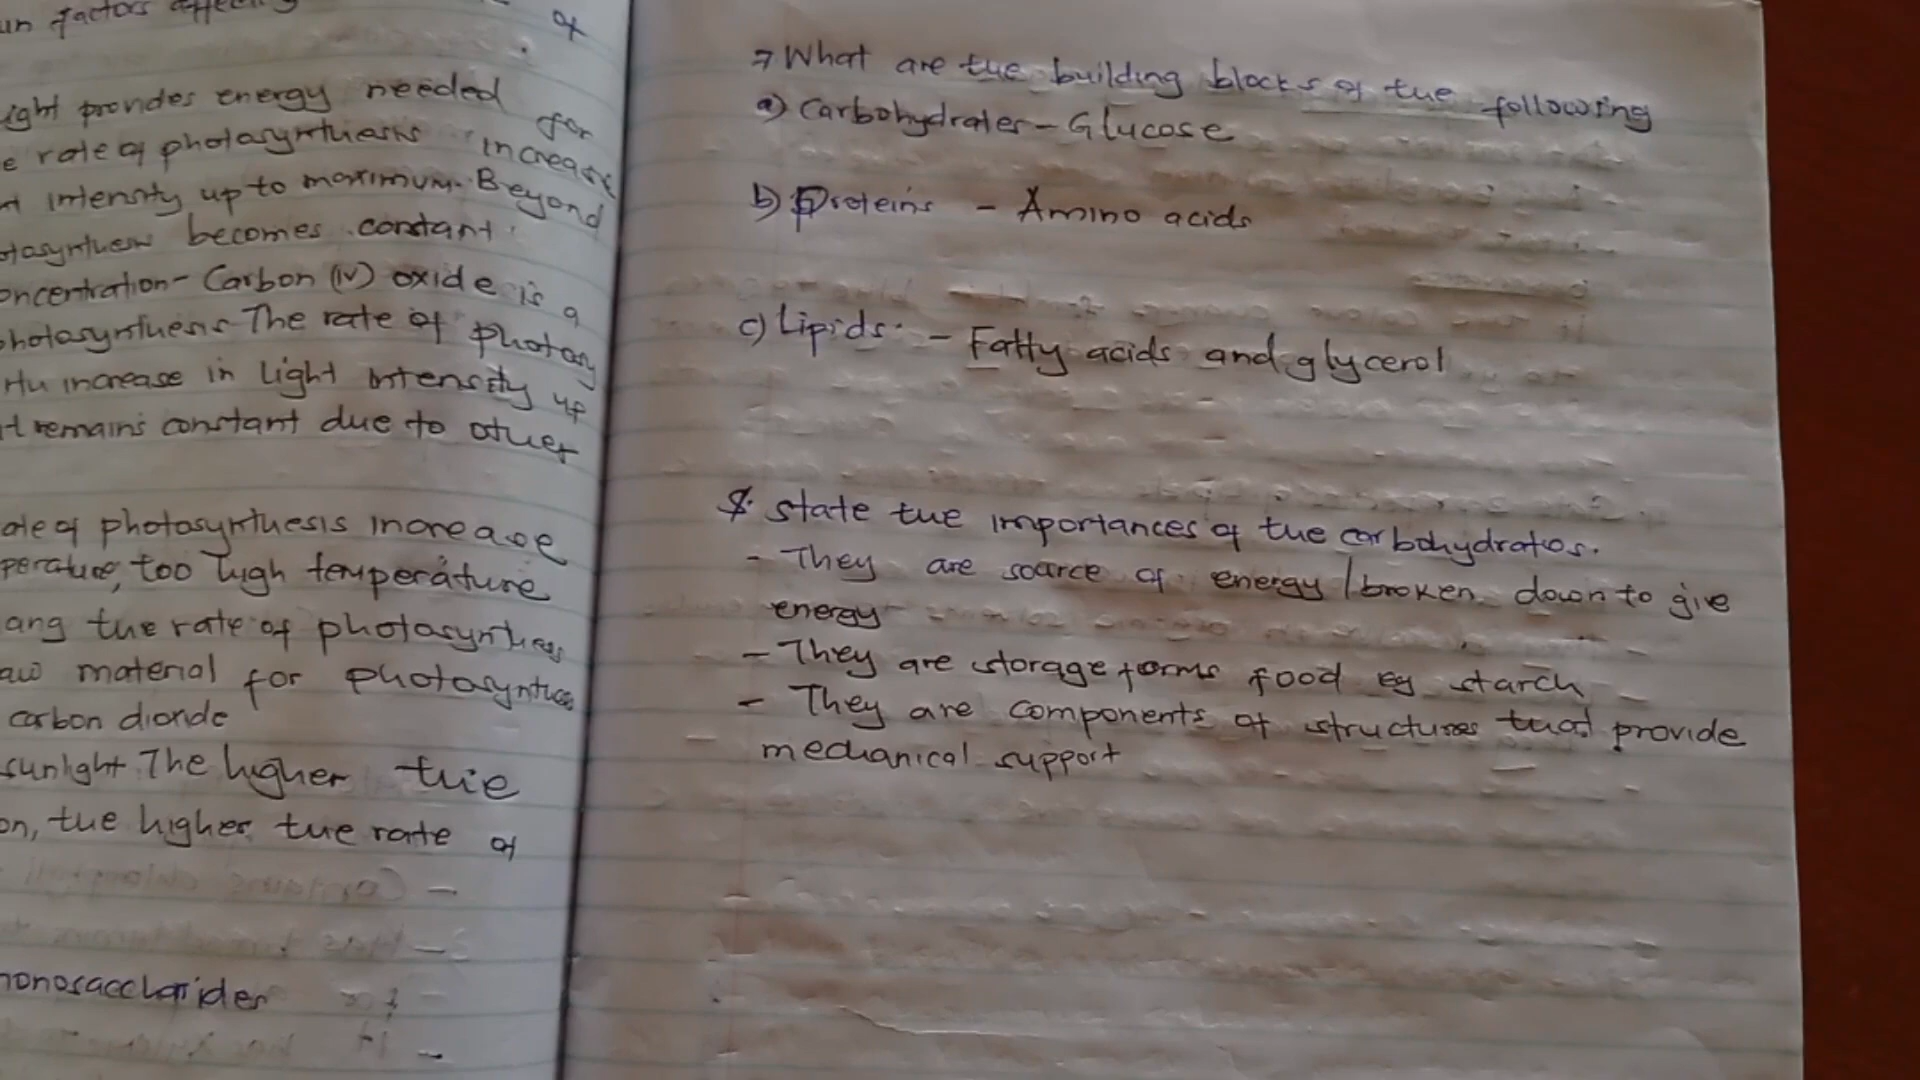 un factors affecting of
ight provides energy needed for
e rate of photosynthesis increase
t intensity up to maximum. Beyond
otosynthesis becomes constant.
oncentration - Carbon (iv) oxide is a
hotosynthesis. The rate of photosy
increase in light intensity up
t remains constant due to other
ate of photosynthesis increase
perature, too high temperature
ang the rate of photosynthesis
aw material for photosynthesis
carbon dioxide
sunlight The higher the
on, the higher the rate of
monosaccharides
7 What are the building blocks of the following
a) Carbohydrates - Glucose
b) Proteins - Amino acids
c) Lipids - Fatty acids and glycerol
8. State the importances of the carbohydrates.
- They are source of energy / broken down to give
energy
- They are storage forms food eg starch
- They are components of structures that provide
mechanical support